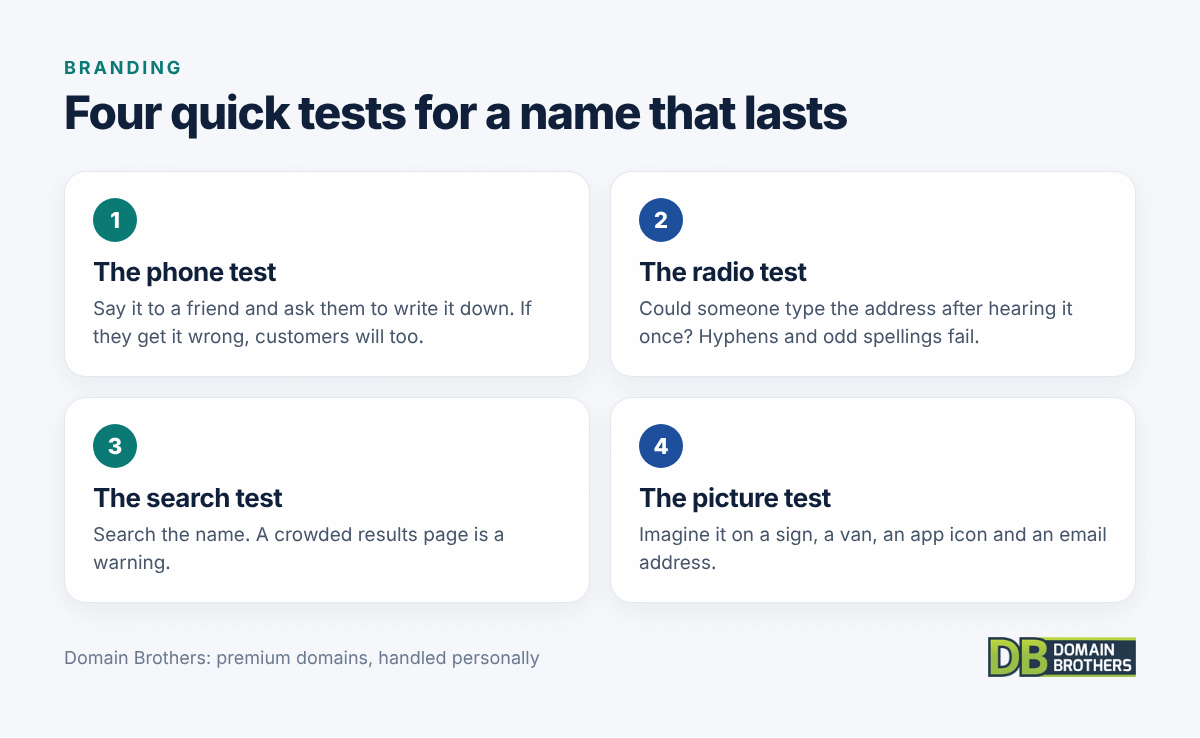 BRANDING
Four quick tests for a name that lasts
1
The phone test
Say it to a friend and ask them to write it down. If
they get it wrong, customers will too.
2
The radio test
Could someone type the address after hearing it
once? Hyphens and odd spellings fail.
3
The search test
Search the name. A crowded results page is a
warning.
4
The picture test
Imagine it on a sign, a van, an app icon and an email
address.
Domain Brothers: premium domains, handled personally
DB DOMAIN
BROTHERS